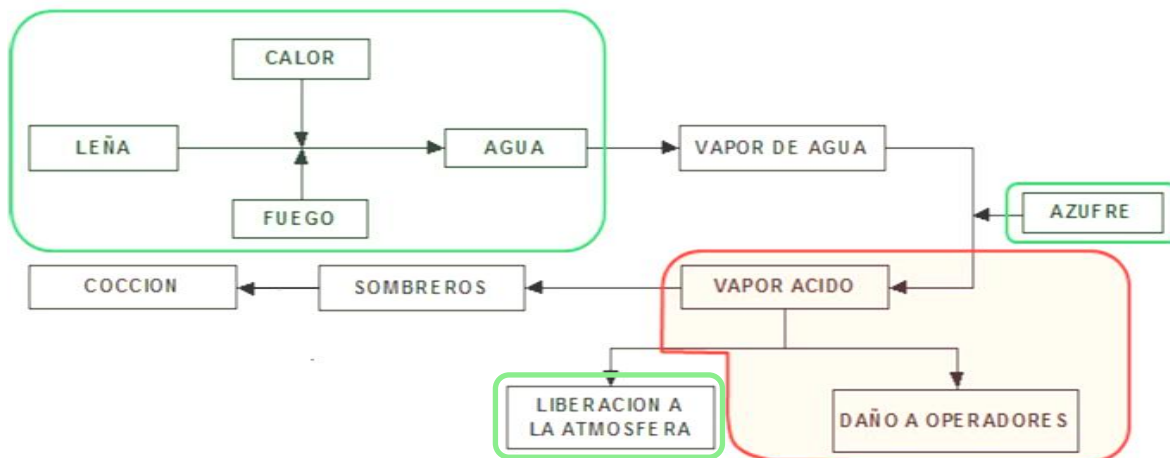 CALOR
LEÑA
AGUA
VAPOR DE AGUA
FUEGO
AZUFRE
COCCION
SOMBREROS
VAPOR ACIDO
LIBERACION A
LA ATMOSFERA
DAÑO A OPERADORES